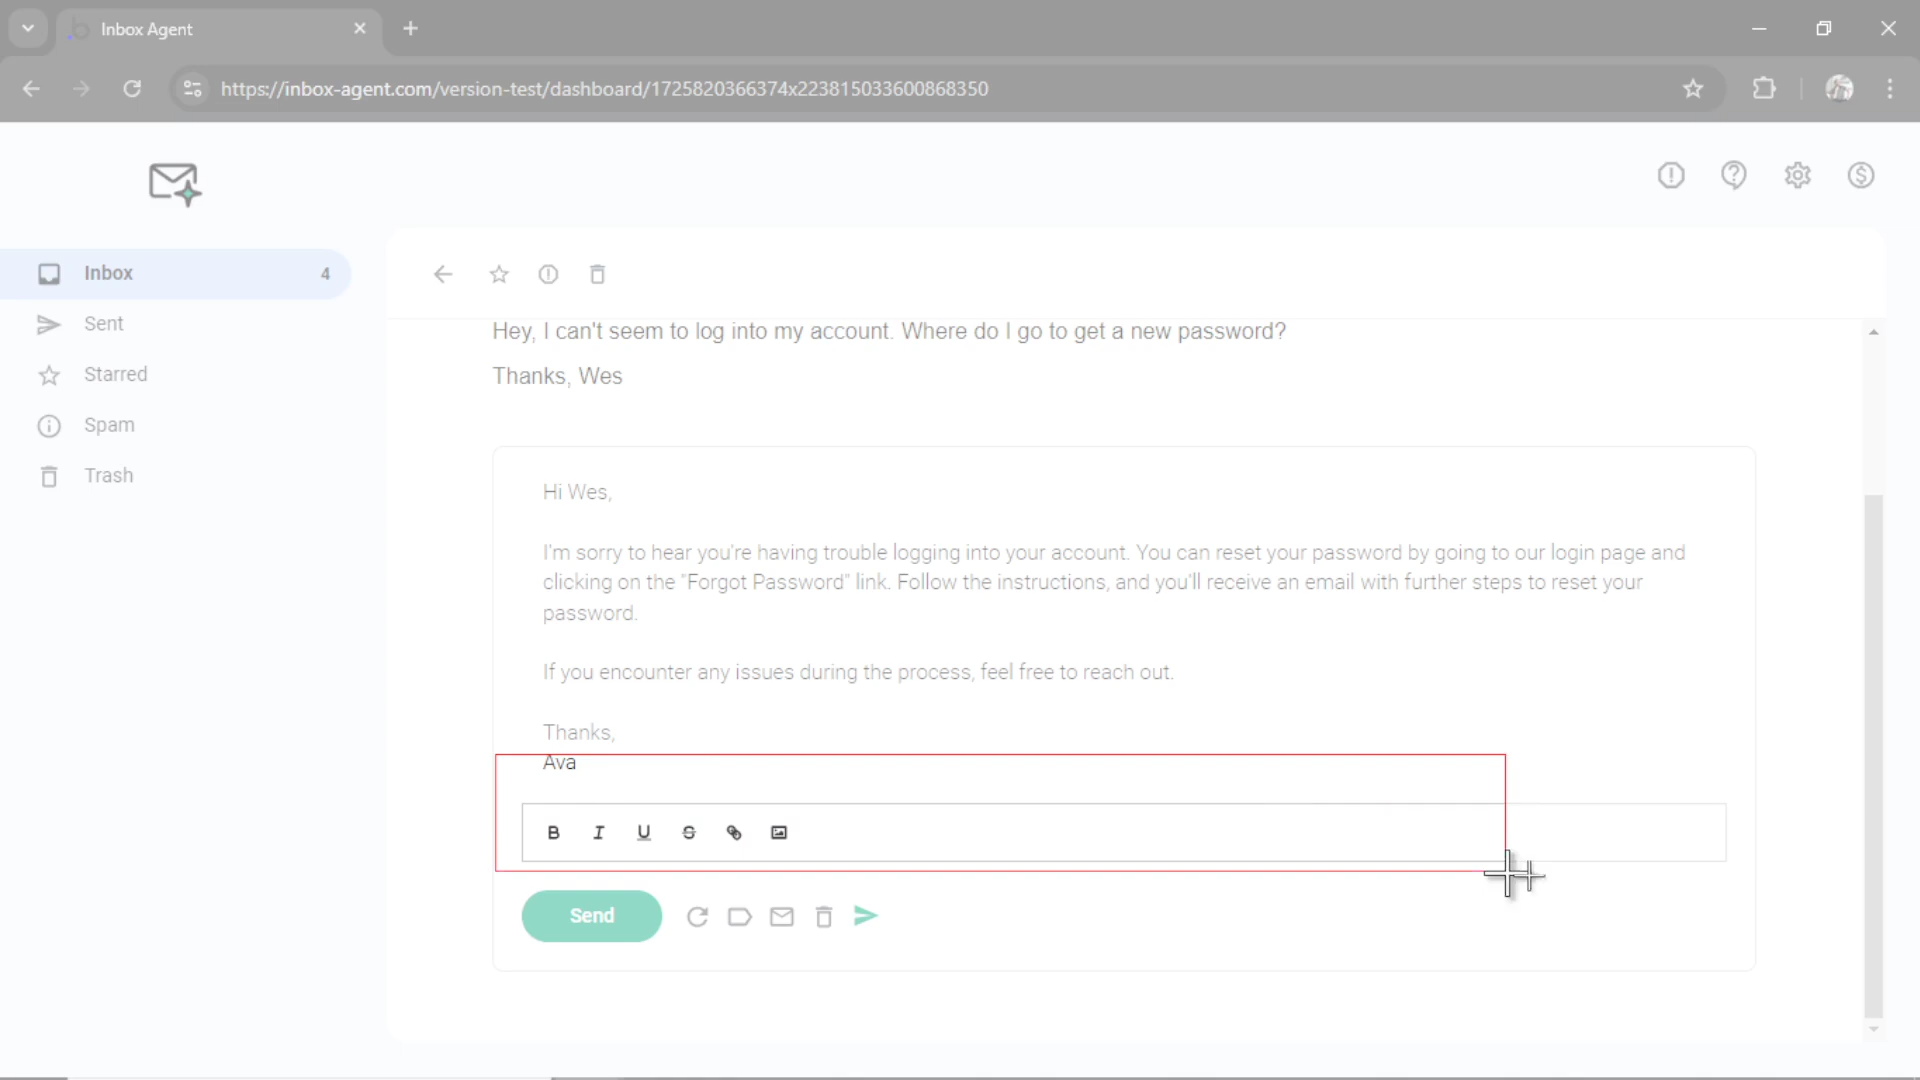 Inbox Agent
https://inbox-agent.com/version-test/dashboard/1725820366374x223815033600868350
Inbox 4
Sent
Starred
Spam
Trash
Hey, I can't seem to log into my account. Where do I go to get a new password?
Thanks, Wes
Hi Wes,
I'm sorry to hear you're having trouble logging into your account. You can reset your password by going to our login page and
clicking on the "Forgot Password" link. Follow the instructions, and you'll receive an email with further steps to reset your
password.
If you encounter any issues during the process, feel free to reach out.
Thanks,
Ava
B I U S
Send